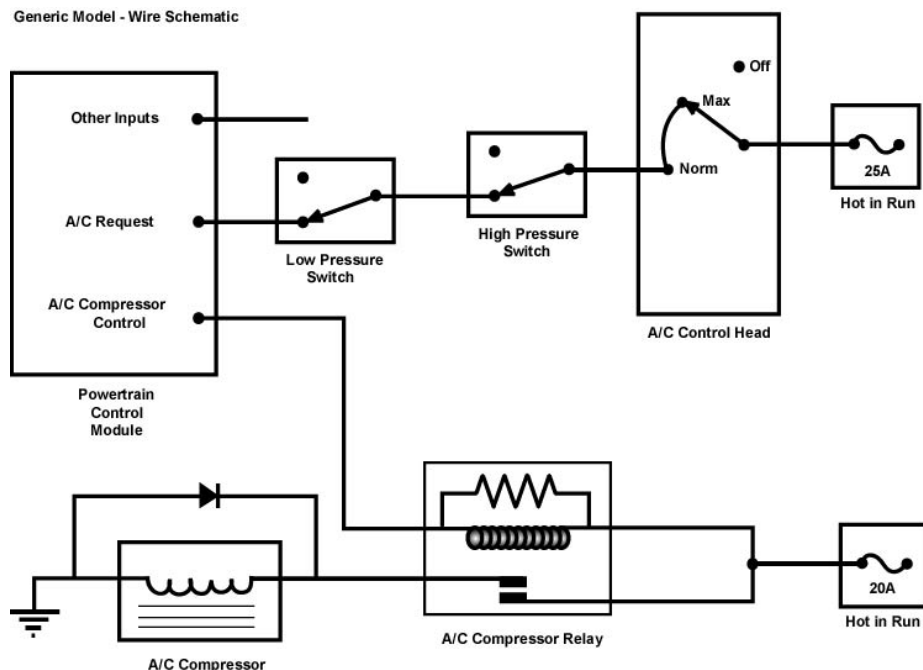 Generic Model - Wire Schematic
Off
Max
Norm
25A
Hot in Run
Other Inputs
A/C Request
A/C Compressor
Control
Low Pressure
Switch
High Pressure
Switch
A/C Control Head
Powertrain
Control
Module
20A
Hot in Run
A/C Compressor Relay
A/C Compressor